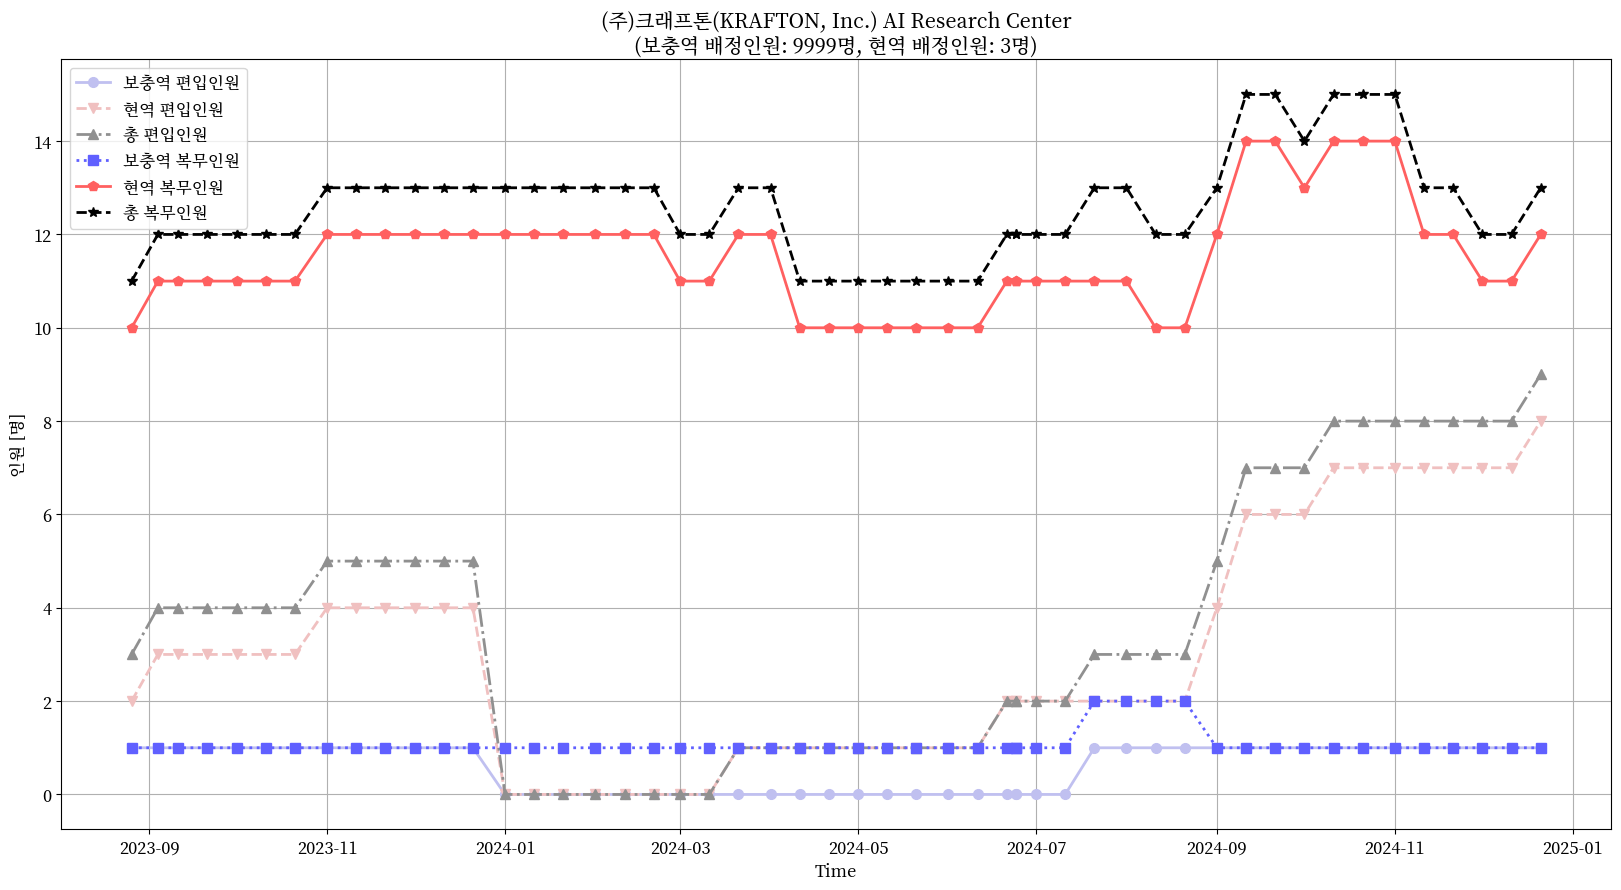 (주)크래프톤(KRAFTON, Inc.) AI Research Center
(보충역 배정인원: 9999명, 현역 배정인원: 3명)
보충역 편입인원
현역 편입인원
총 편입인원
보충역 복무인원
현역 복무인원
총 복무인원
인원 [명]
14
12
10
8
6
4
2
0
2023-09
2023-11
2024-01
2024-03
2024-05
2024-07
2024-09
2024-11
2025-01
Time